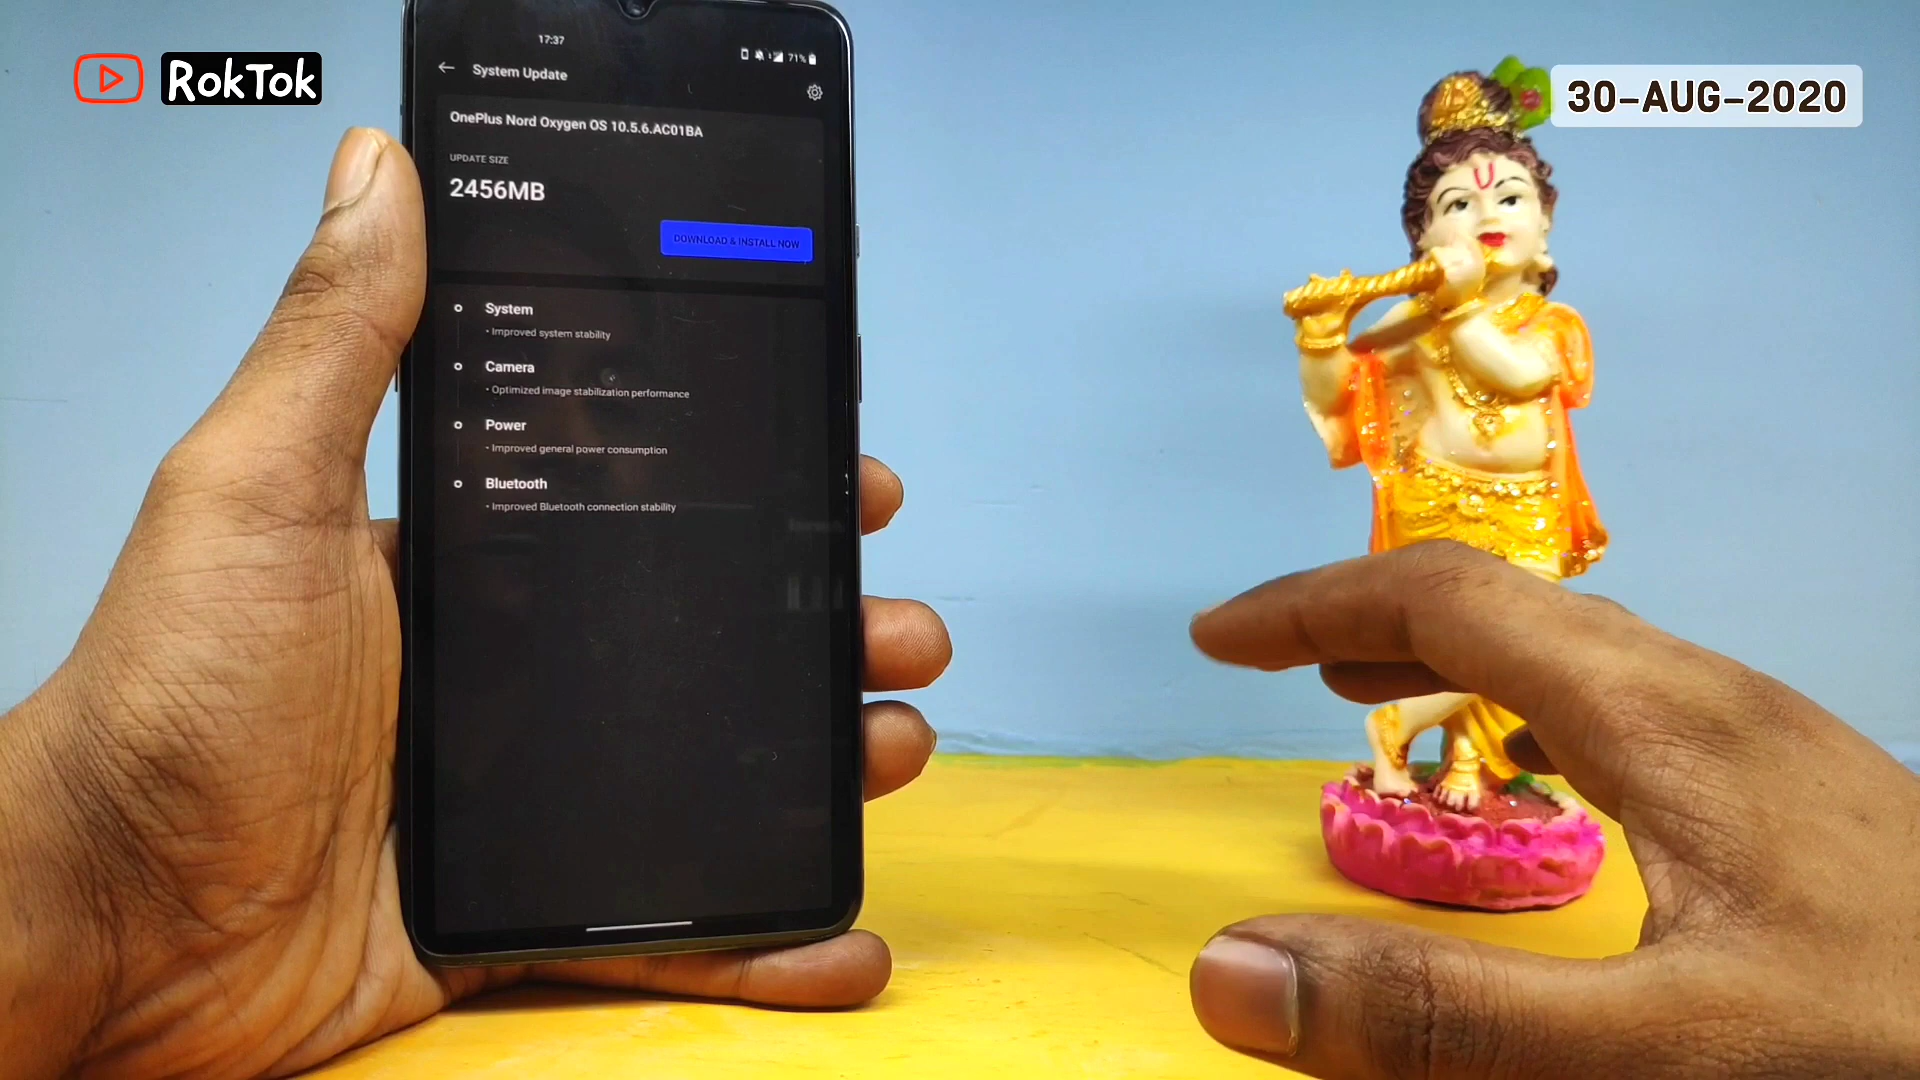 RokTok
30-AUG-2020
17:37
71%
System Update
OnePlus Nord Oxygen OS 10.5.6.AC01BA
UPDATE SIZE
2456MB
DOWNLOAD & INSTALL NOW
System
• Improved system stability
Camera
• Optimized image stabilization performance
Power
• Improved general power consumption
Bluetooth
• Improved Bluetooth connection stability